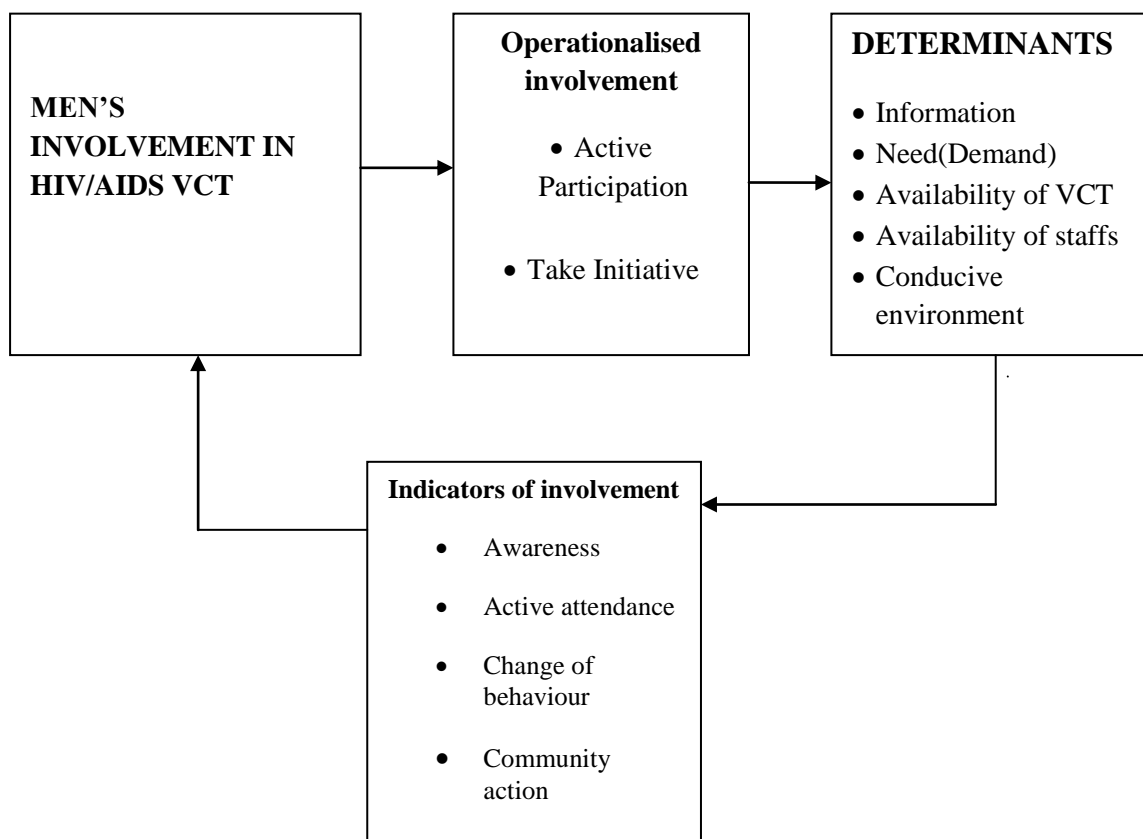 MEN’S
INVOLVEMENT IN
HIV/AIDS VCT
Operationalised
involvement
• Active
Participation
• Take Initiative
DETERMINANTS
• Information
• Need(Demand)
• Availability of VCT
• Availability of staffs
• Conducive
environment
.
Indicators of involvement
• Awareness
• Active attendance
• Change of
behaviour
• Community
action